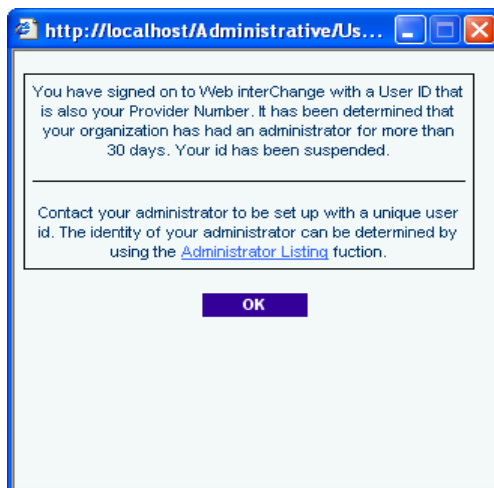 http://localhost/Administrative/Us...
You have signed on to Web interChange with a User ID that
is also your Provider Number. It has been determined that
your organization has had an administrator for more than
30 days. Your id has been suspended.
Contact your administrator to be set up with a unique user
id. The identity of your administrator can be determined by
using the Administrator Listing fuction.
OK